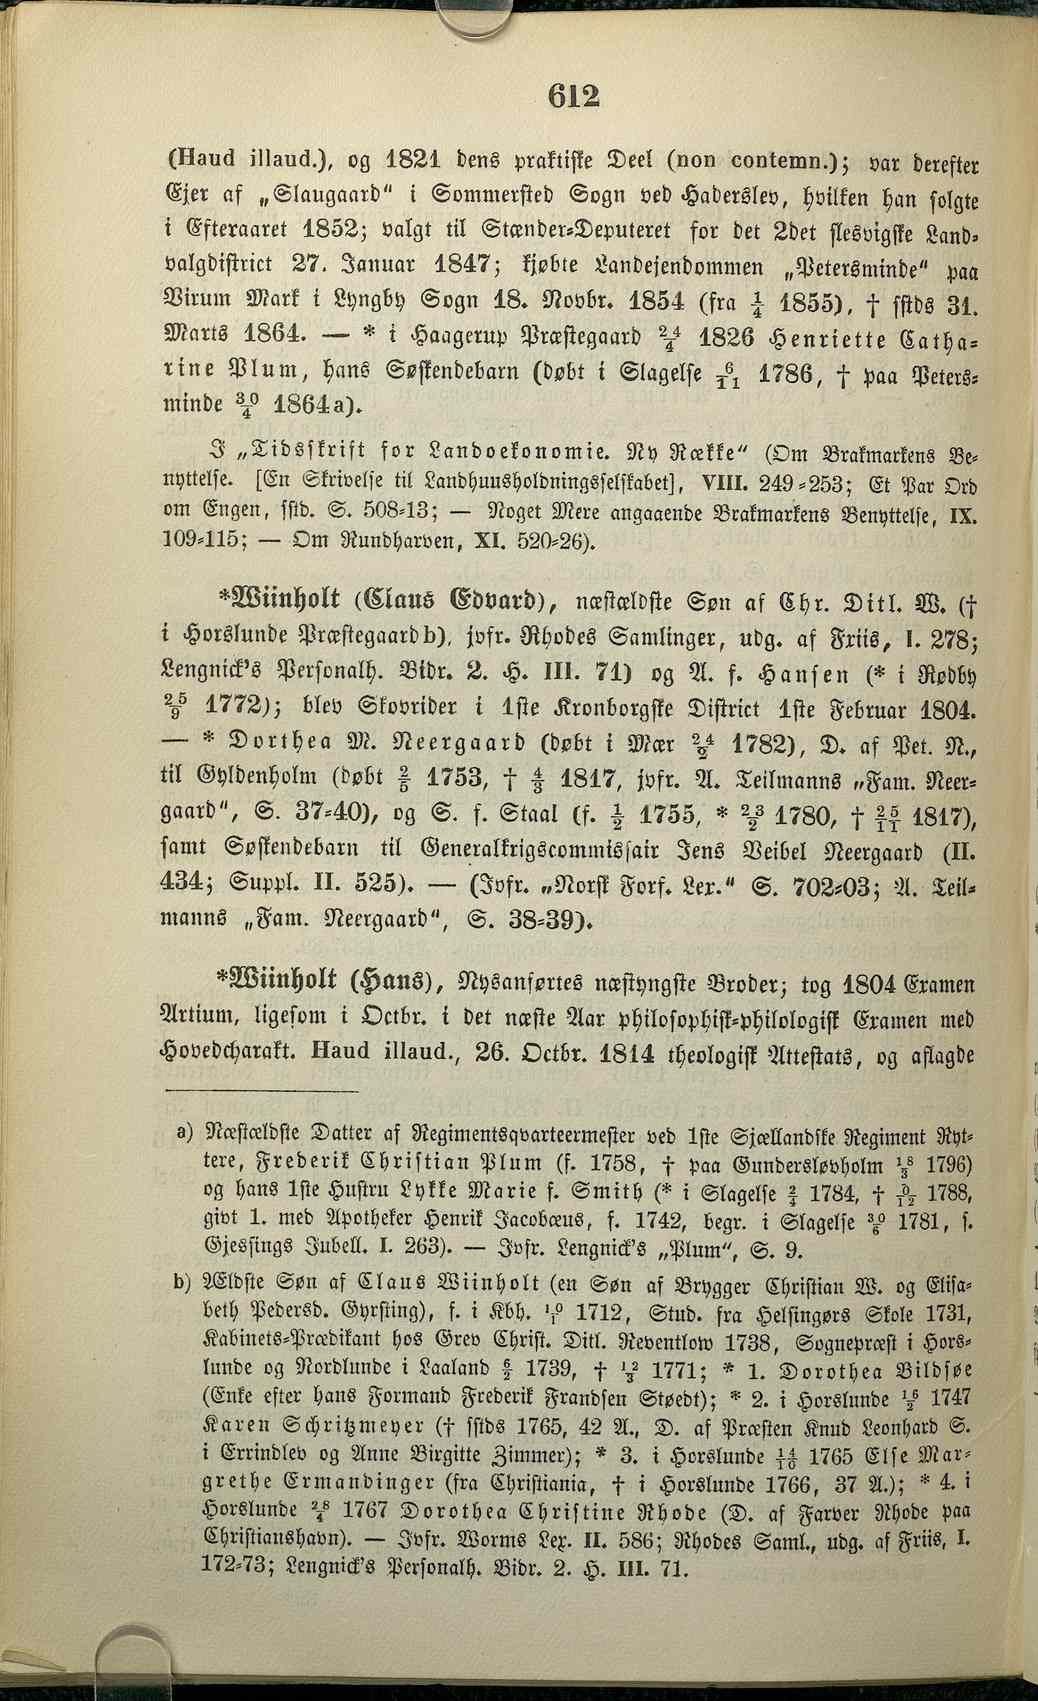 612
(Haud illaud.), og 1821 dens praktiske Deel (non contemn.); var derefter
Ejer af „Slaugaard“ i Sommersted Sogn ved Haderslev, hvilken han solgte
i Efteraaret 1852; valgt til Stænder-Deputeret for det 2det slesvigske Land-
valgdistrict 27. Januar 1847; kjøbte Landejendommen „Petersminde“ paa
Virum Mark i Lyngby Sogn 18. Novbr. 1854 (fra 1/4 1855), † sstds 31.
Marts 1864. — * i Haagerup Præstegaard 24/4 1826 Henriette Catha-
rine Plum, hans Søskendebarn (døbt i Slagelse 6/11 1786, † paa Peters-
minde 30/4 1864 a).
I „Tidsskrift for Landoekonomie. Ny Række“ (Om Brakmarkens Be-
nyttelse. [En Skrivelse til Landhuusholdningsselskabet], VIII. 249-253; Et Par Ord
om Engen, sstd. S. 508-13; — Noget Mere angaaende Brakmarkens Benyttelse, IX.
109-115; — Om Rundharven, XI. 520-26).
*Wiinholt (Claus Edvard), næstældste Søn af Chr. Ditl. W. (†
i Horslunde Præstegaard b), jvfr. Rhodes Samlinger, udg. af Friis, I. 278;
Lengnick's Personalh. Bidr. 2. H. III. 71) og A. f. Hansen (* i Rødby
25/9 1772); blev Skovrider i 1ste Kronborgske District 1ste Februar 1804.
— * Dorthea M. Neergaard (døbt i Mær 24/2 1782), D. af Pet. N.,
til Gyldenholm (døbt 2/5 1753, † 4/3 1817, jvfr. A. Teilmanns „Fam. Neer-
gaard“, S. 37-40), og S. f. Staal (f. 1/2 1755, * 23/2 1780, † 25/11 1817),
samt Søskendebarn til Generalkrigscommissair Jens Veibel Neergaard (II.
434; Suppl. II. 525). — (Jvfr. „Norsk Forf. Lex.“ S. 702-03; A. Teil-
manns „Fam. Neergaard“, S. 38-39).
*Wiinholt (Hans), Nysanførtes næstyngste Broder; tog 1804 Examen
Artium, ligesom i Octbr. i det næste Aar philosophisk-philologisk Examen med
Hovedcharakt. Haud illaud., 26. Octbr. 1814 theologisk Attestats, og aflagde
a) Næstældste Datter af Regimentsqvarteermester ved 1ste Sjællandske Regiment Ryt-
tere, Frederik Christian Plum (f. 1758, † paa Gundersløvholm 18/3 1796)
og hans 1ste Hustru Lykke Marie f. Smith (* i Slagelse 2/4 1784, † 9/12 1788,
givt 1. med Apotheker Henrik Jacobæus, f. 1742, begr. i Slagelse 30/6 1781, s.
Gjessings Jubell. I. 263). — Jvfr. Lengnick's „Plum“, S. 9.
b) Ældste Søn af Claus Wiinholt (en Søn af Brygger Christian W. og Elisa-
beth Pedersd. Gyrsting), f. i Kbh. 10/1 1712, Stud. fra Helsingørs Skole 1731,
Kabinets-Prædikant hos Grev Christ. Ditl. Reventlow 1738, Sognepræst i Hors-
lunde og Nordlunde i Laaland 6/2 1739, † 12/3 1771; * 1. Dorothea Bildsøe
(Enke efter hans Formand Frederik Frandsen Støedt); * 2. i Horslunde 16/2 1747
Karen Schritzmeyer († sstds 1765, 42 A., D. af Præsten Knud Leonhard S.
i Errindlev og Anne Birgitte Zimmer); * 3. i Horslunde 14/10 1765 Else Mar-
grethe Ermandinger (fra Christiania, † i Horslunde 1766, 37 A.); * 4. i
Horslunde 28/4 1767 Dorothea Christine Rhode (D. af Farver Rhode paa
Christianshavn). — Jvfr. Worms Lex. II. 586; Rhodes Saml., udg. af Friis, I.
172-73; Lengnick's Personalh. Bidr. 2. H. III. 71.